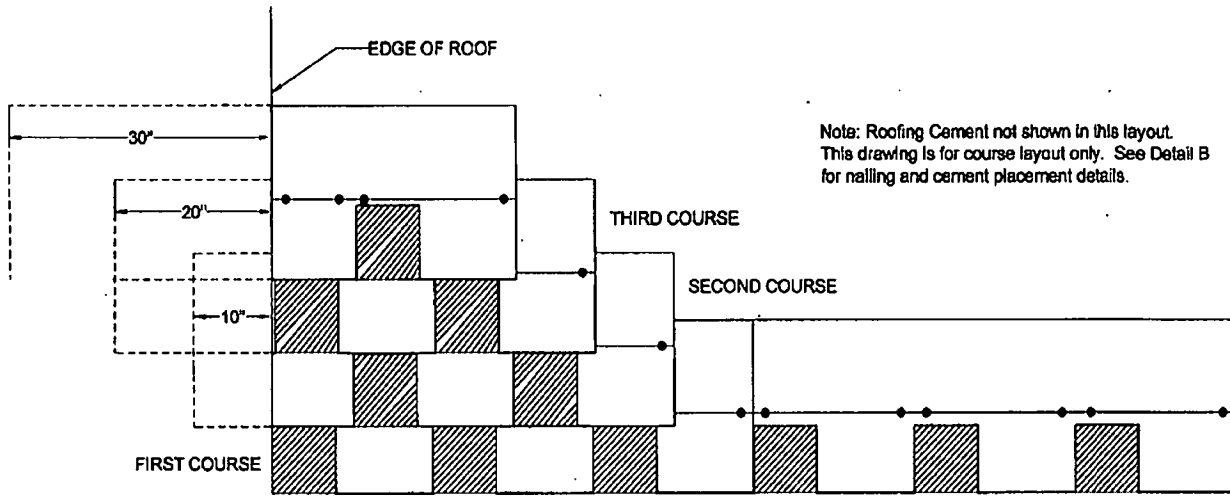 EDGE OF ROOF
30"
Note: Roofing Cement not shown in this layout.
This drawing is for course layout only. See Detail B
for nailing and cement placement details.
20"
THIRD COURSE
SECOND COURSE
10"
FIRST COURSE